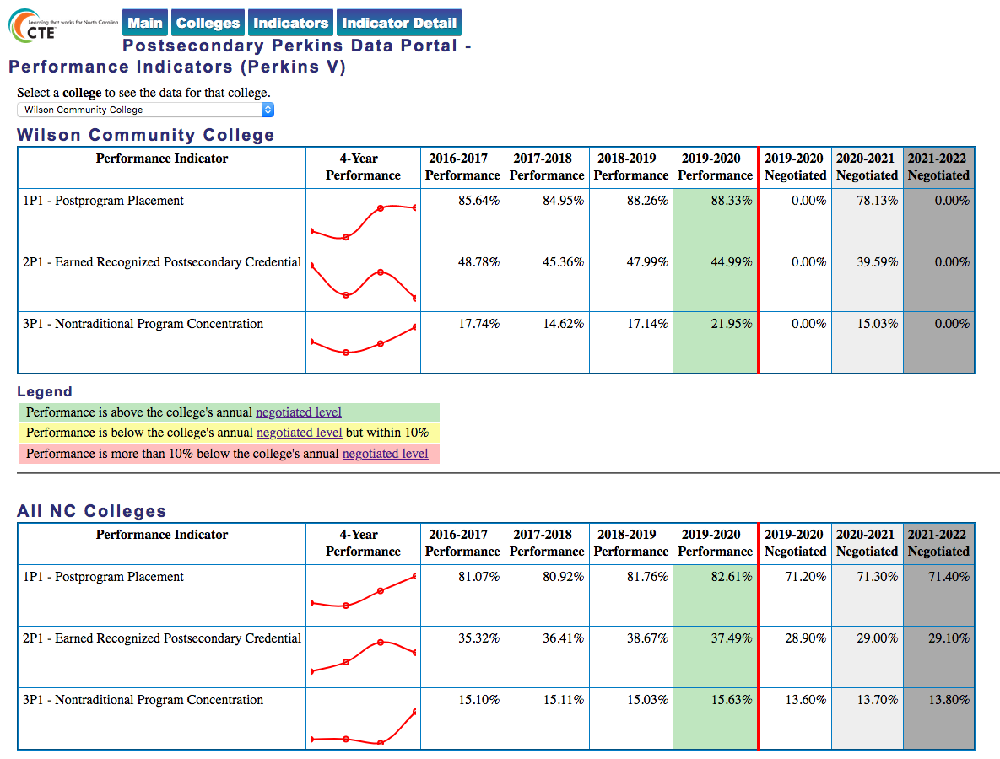 Learning that works for North Carolina
CTE
Main Colleges Indicators Indicator Detail
Postsecondary Perkins Data Portal -
Performance Indicators (Perkins V)
Select a college to see the data for that college.
Wilson Community College
Wilson Community College
Performance Indicator 4-Year Performance 2016-2017 Performance 2017-2018 Performance 2018-2019 Performance 2019-2020 Performance 2019-2020 Negotiated 2020-2021 Negotiated 2021-2022 Negotiated
1P1 - Postprogram Placement 85.64% 84.95% 88.26% 88.33% 0.00% 78.13% 0.00%
2P1 - Earned Recognized Postsecondary Credential 48.78% 45.36% 47.99% 44.99% 0.00% 39.59% 0.00%
3P1 - Nontraditional Program Concentration 17.74% 14.62% 17.14% 21.95% 0.00% 15.03% 0.00%
Legend
Performance is above the college's annual negotiated level
Performance is below the college's annual negotiated level but within 10%
Performance is more than 10% below the college's annual negotiated level
All NC Colleges
Performance Indicator 4-Year Performance 2016-2017 Performance 2017-2018 Performance 2018-2019 Performance 2019-2020 Performance 2019-2020 Negotiated 2020-2021 Negotiated 2021-2022 Negotiated
1P1 - Postprogram Placement 81.07% 80.92% 81.76% 82.61% 71.20% 71.30% 71.40%
2P1 - Earned Recognized Postsecondary Credential 35.32% 36.41% 38.67% 37.49% 28.90% 29.00% 29.10%
3P1 - Nontraditional Program Concentration 15.10% 15.11% 15.03% 15.63% 13.60% 13.70% 13.80%